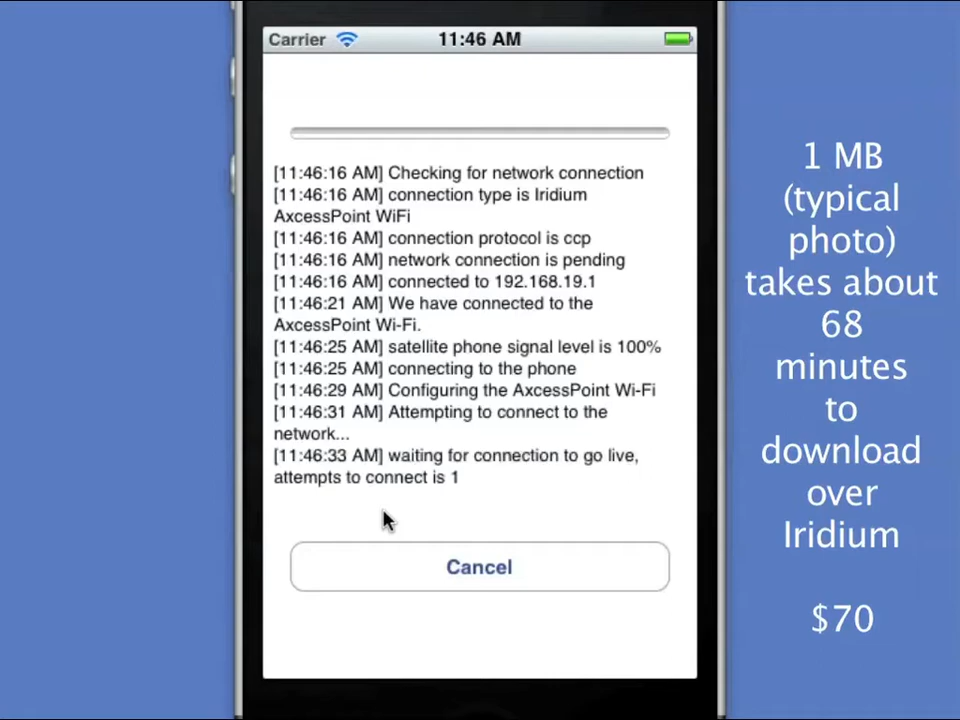 Carrier
11:46 AM
[11:46:16 AM] Checking for network connection
[11:46:16 AM] connection type is Iridium
AxcessPoint WiFi
[11:46:16 AM] connection protocol is ccp
[11:46:16 AM] network connection is pending
[11:46:16 AM] connected to 192.168.19.1
[11:46:21 AM] We have connected to the
AxcessPoint Wi-Fi.
[11:46:25 AM] satellite phone signal level is 100%
[11:46:25 AM] connecting to the phone
[11:46:29 AM] Configuring the AxcessPoint Wi-Fi
[11:46:31 AM] Attempting to connect to the
network...
[11:46:33 AM] waiting for connection to go live,
attempts to connect is 1
Cancel
1 MB
(typical
photo)
takes about
68
minutes
to
download
over
Iridium
$70